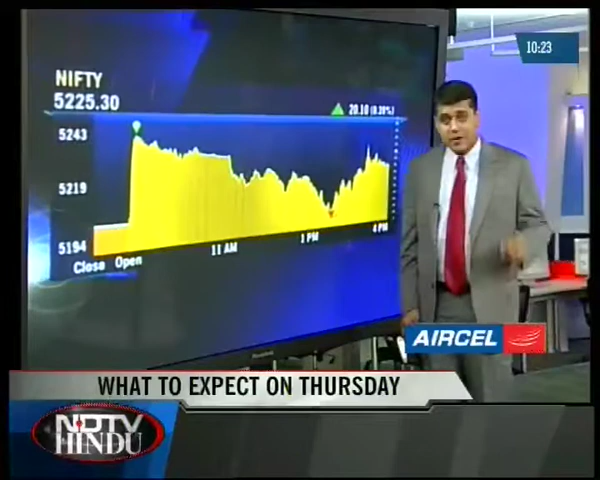 10:23
NIFTY
5225.30
20.10 (0.39%)
5243
5219
5194
Close Open 11 AM 1 PM 4 PM
AIRCEL
WHAT TO EXPECT ON THURSDAY
NDTV
HINDU